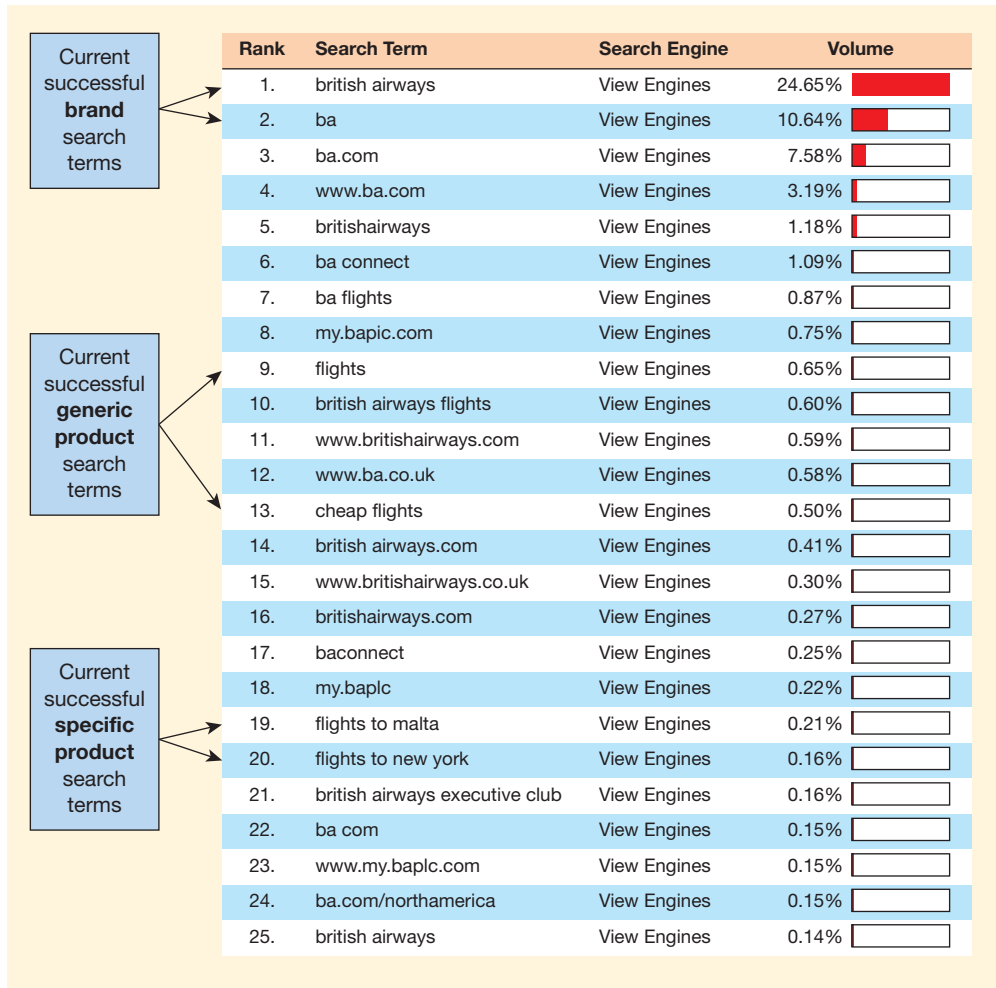 Current
successful
brand
search
terms
Current
successful
generic
product
search
terms
Current
successful
specific
product
search
terms
Rank Search Term Search Engine Volume
1. british airways View Engines 24.65%
2. ba View Engines 10.64%
3. ba.com View Engines 7.58%
4. www.ba.com View Engines 3.19%
5. britishairways View Engines 1.18%
6. ba connect View Engines 1.09%
7. ba flights View Engines 0.87%
8. my.bapic.com View Engines 0.75%
9. flights View Engines 0.65%
10. british airways flights View Engines 0.60%
11. www.britishairways.com View Engines 0.59%
12. www.ba.co.uk View Engines 0.58%
13. cheap flights View Engines 0.50%
14. british airways.com View Engines 0.41%
15. www.britishairways.co.uk View Engines 0.30%
16. britishairways.com View Engines 0.27%
17. baconnect View Engines 0.25%
18. my.baplc View Engines 0.22%
19. flights to malta View Engines 0.21%
20. flights to new york View Engines 0.16%
21. british airways executive club View Engines 0.16%
22. ba com View Engines 0.15%
23. www.my.baplc.com View Engines 0.15%
24. ba.com/northamerica View Engines 0.15%
25. british airways View Engines 0.14%